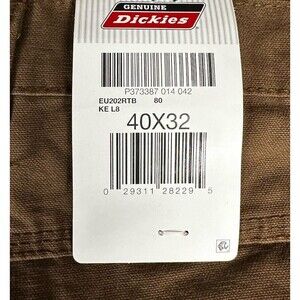 GENUINE
Dickies
P373387 014 042
EU202RTB 80
KE L8
40X32
0 29311 28229 5